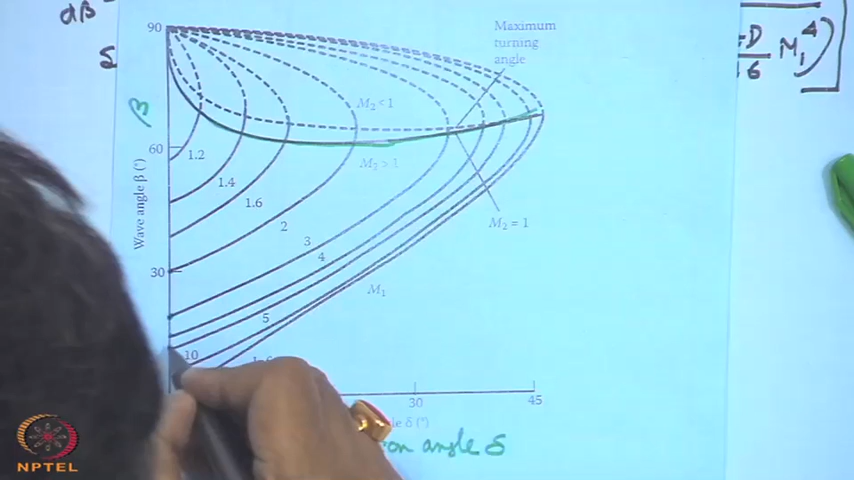 dβ
δ
90
Maximum
turning
angle
M₁⁴
6
β
M₂ < 1
60
1.2
M₂ > 1
1.4
1.6
2
M₂ = 1
Wave angle β (°)
3
4
30
M₁
5
10
30
45
le δ (°)
on angle δ
NPTEL